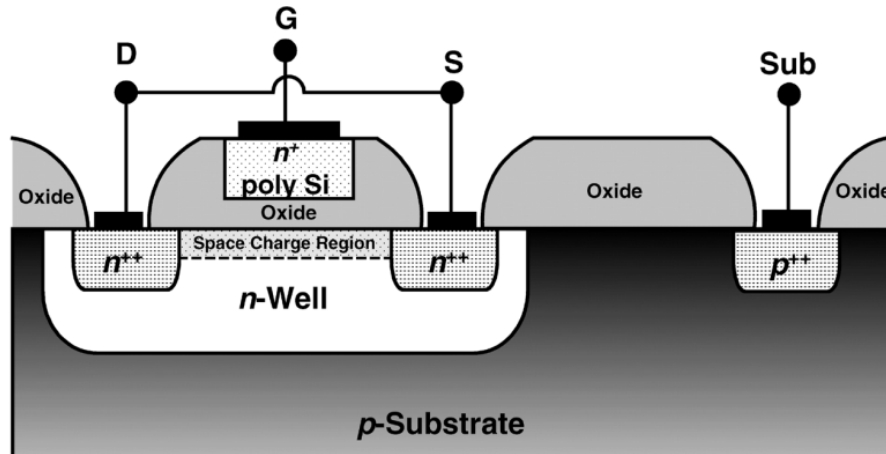 G
D
S
Sub
n+
poly Si
Oxide
Oxide
Oxide
Oxide
Space Charge Region
n++
n++
p++
n-Well
p-Substrate